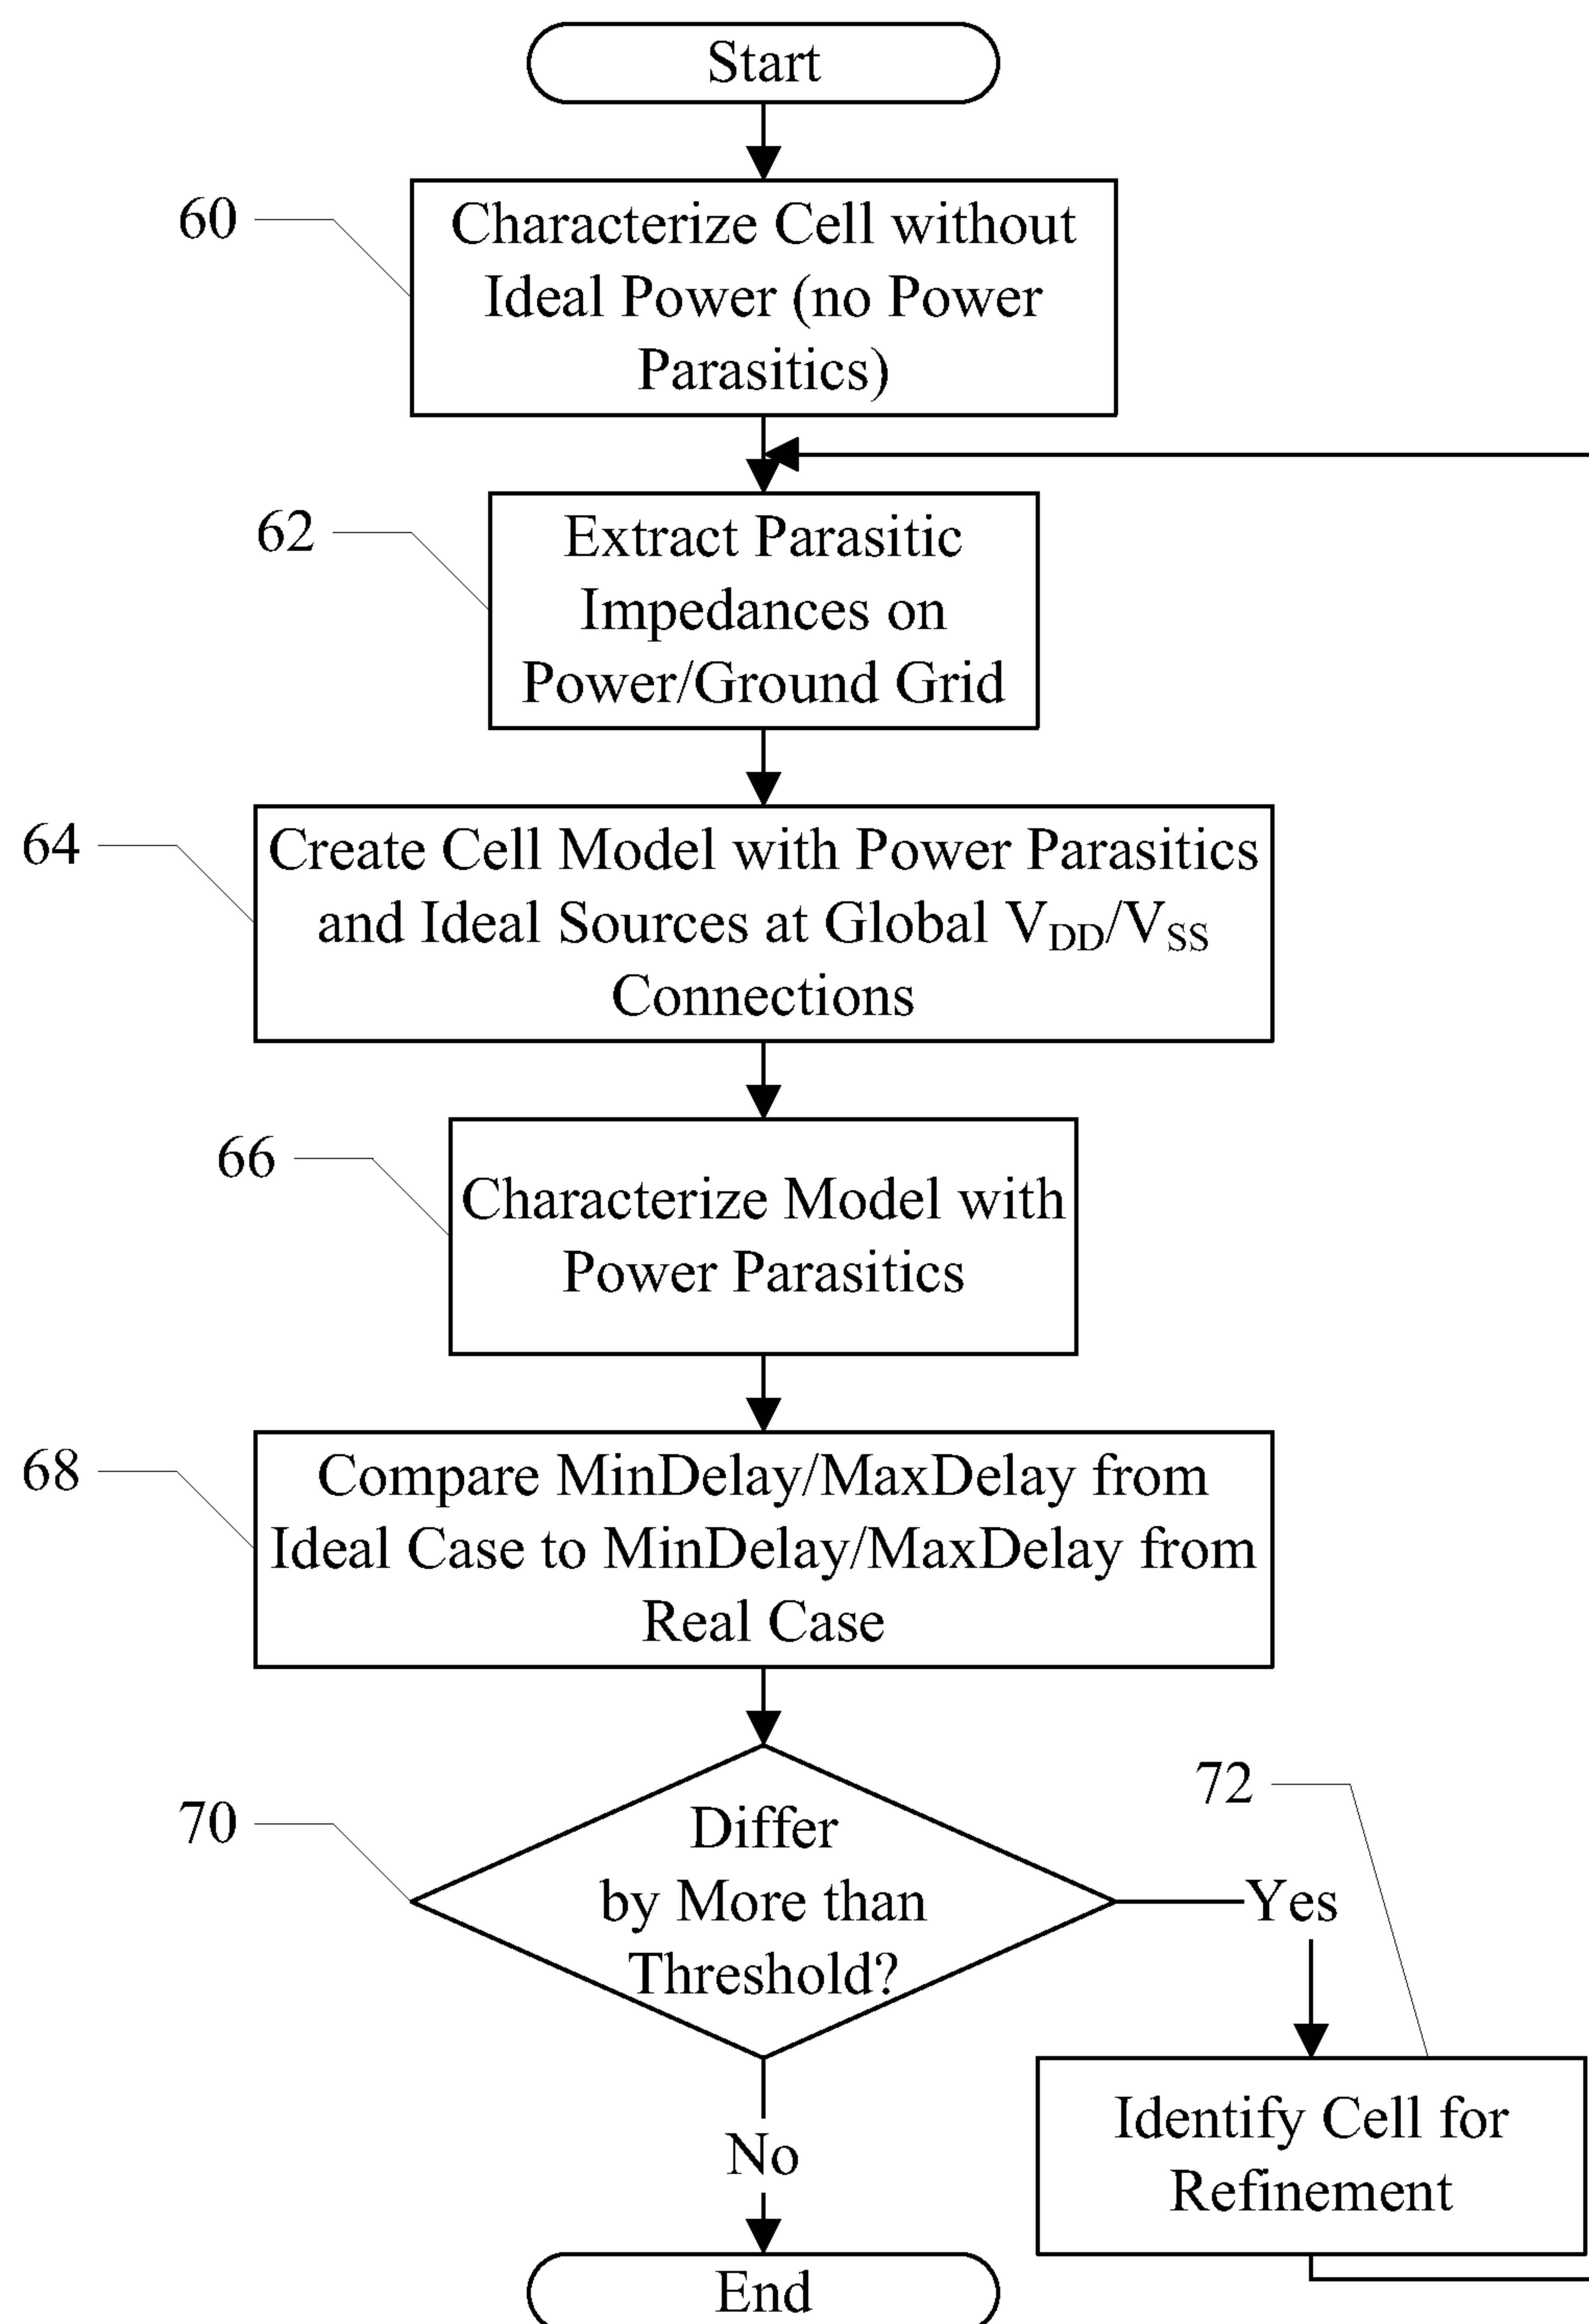 Start
60
Characterize Cell without
Ideal Power (no Power
Parasitics)
62
Extract Parasitic
Impedances on
Power/Ground Grid
64
Create Cell Model with Power Parasitics
and Ideal Sources at Global VDD/VSS
Connections
66
Characterize Model with
Power Parasitics
68
Compare MinDelay/MaxDelay from
Ideal Case to MinDelay/MaxDelay from
Real Case
70
Differ
by More than
Threshold?
Yes
72
Identify Cell for
Refinement
No
End